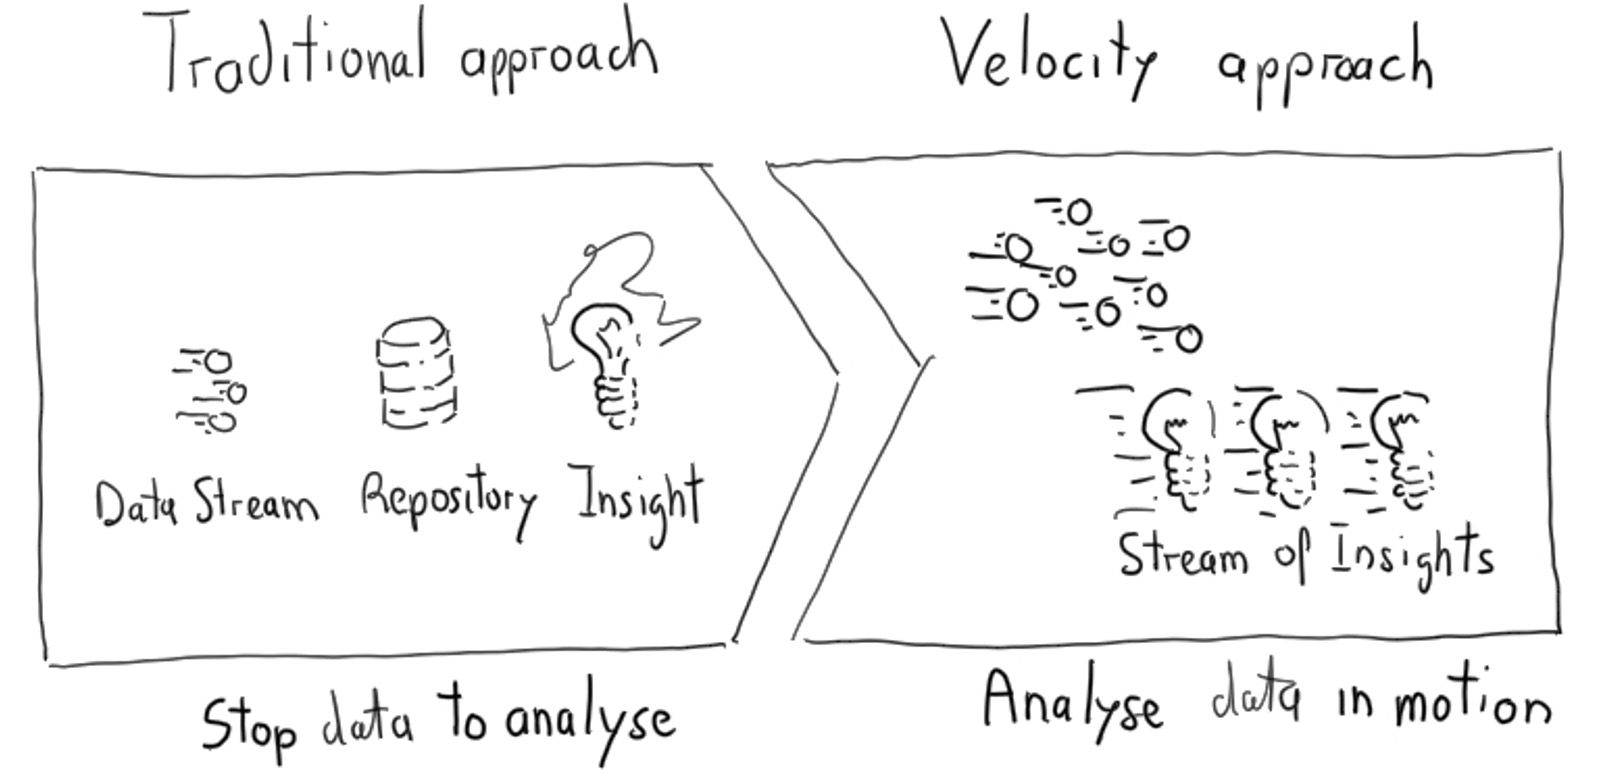 Traditional approach
Velocity approach
Data Stream
Repository
Insight
Stream of Insights
Stop data to analyse
Analyse data in motion